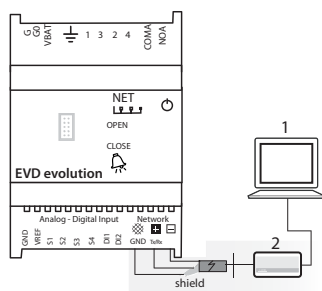 G
G0
VBAT
1 3 2 4
COMA
NOA
NET
OPEN
CLOSE
EVD evolution
Analog - Digital Input Network
GND
VREF
S1
S2
S3
S4
DI1
DI2
GND Tx/Rx
shield
1
2